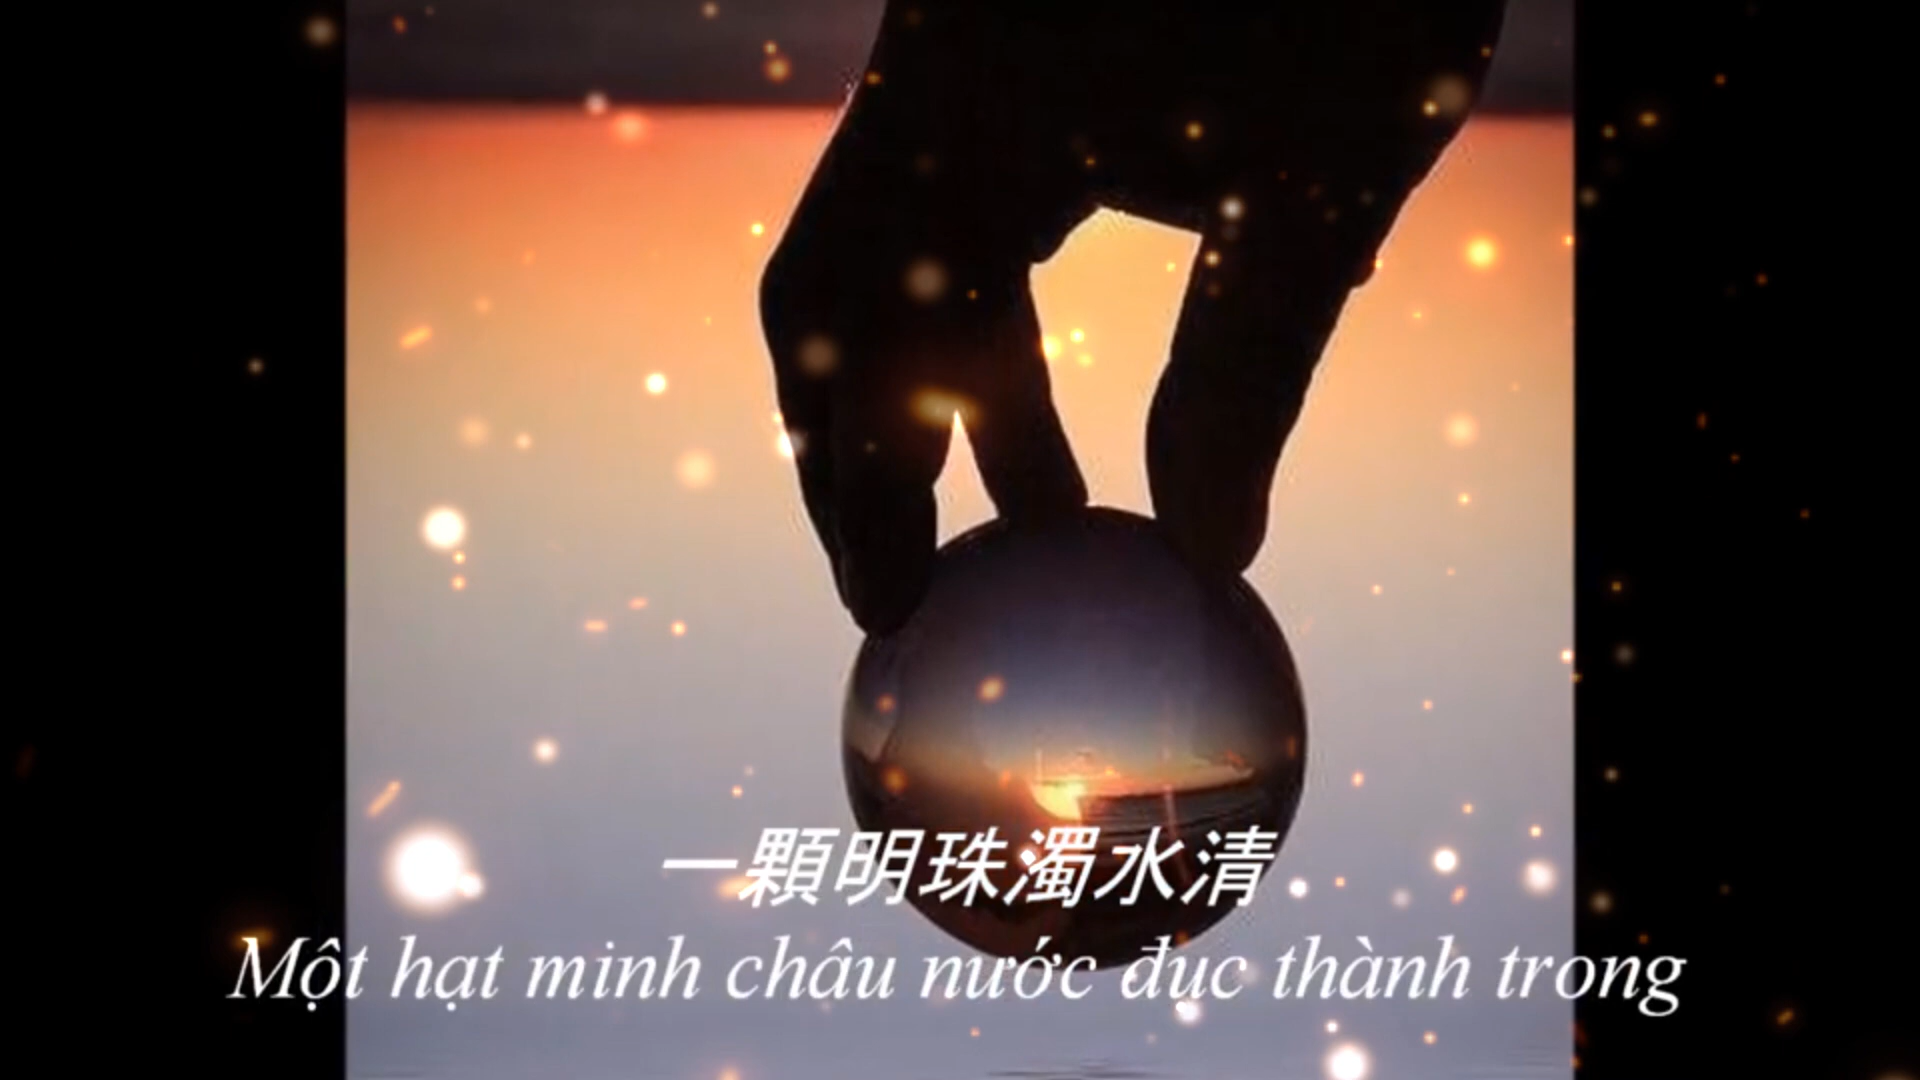 一顆明珠濁水清
Một hạt minh châu nước đục thành trong